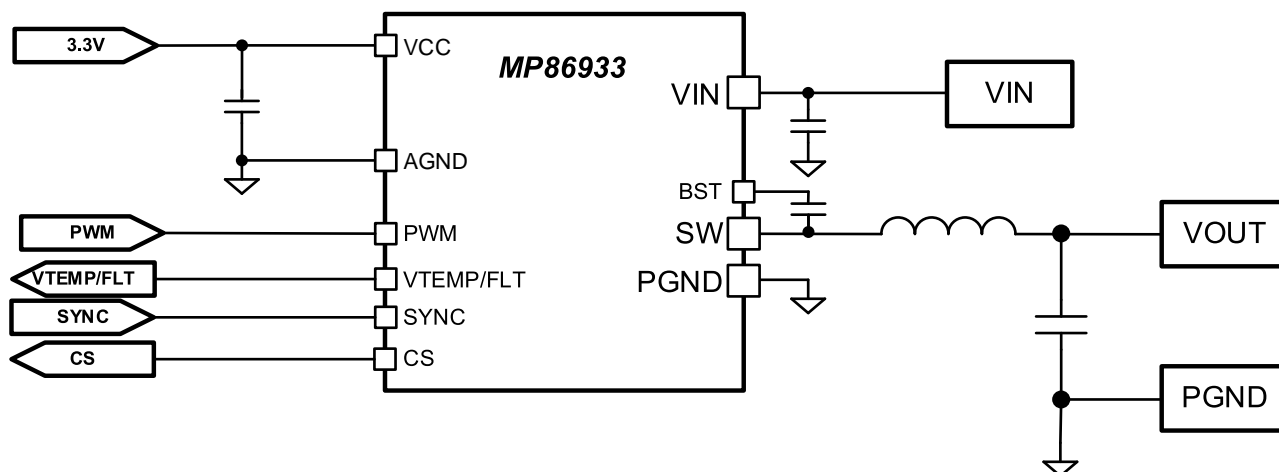 3.3V
VCC
MP86933
VIN
VIN
AGND
BST
PWM
PWM
SW
VOUT
VTEMP/FLT
VTEMP/FLT
PGND
SYNC
SYNC
CS
CS
PGND